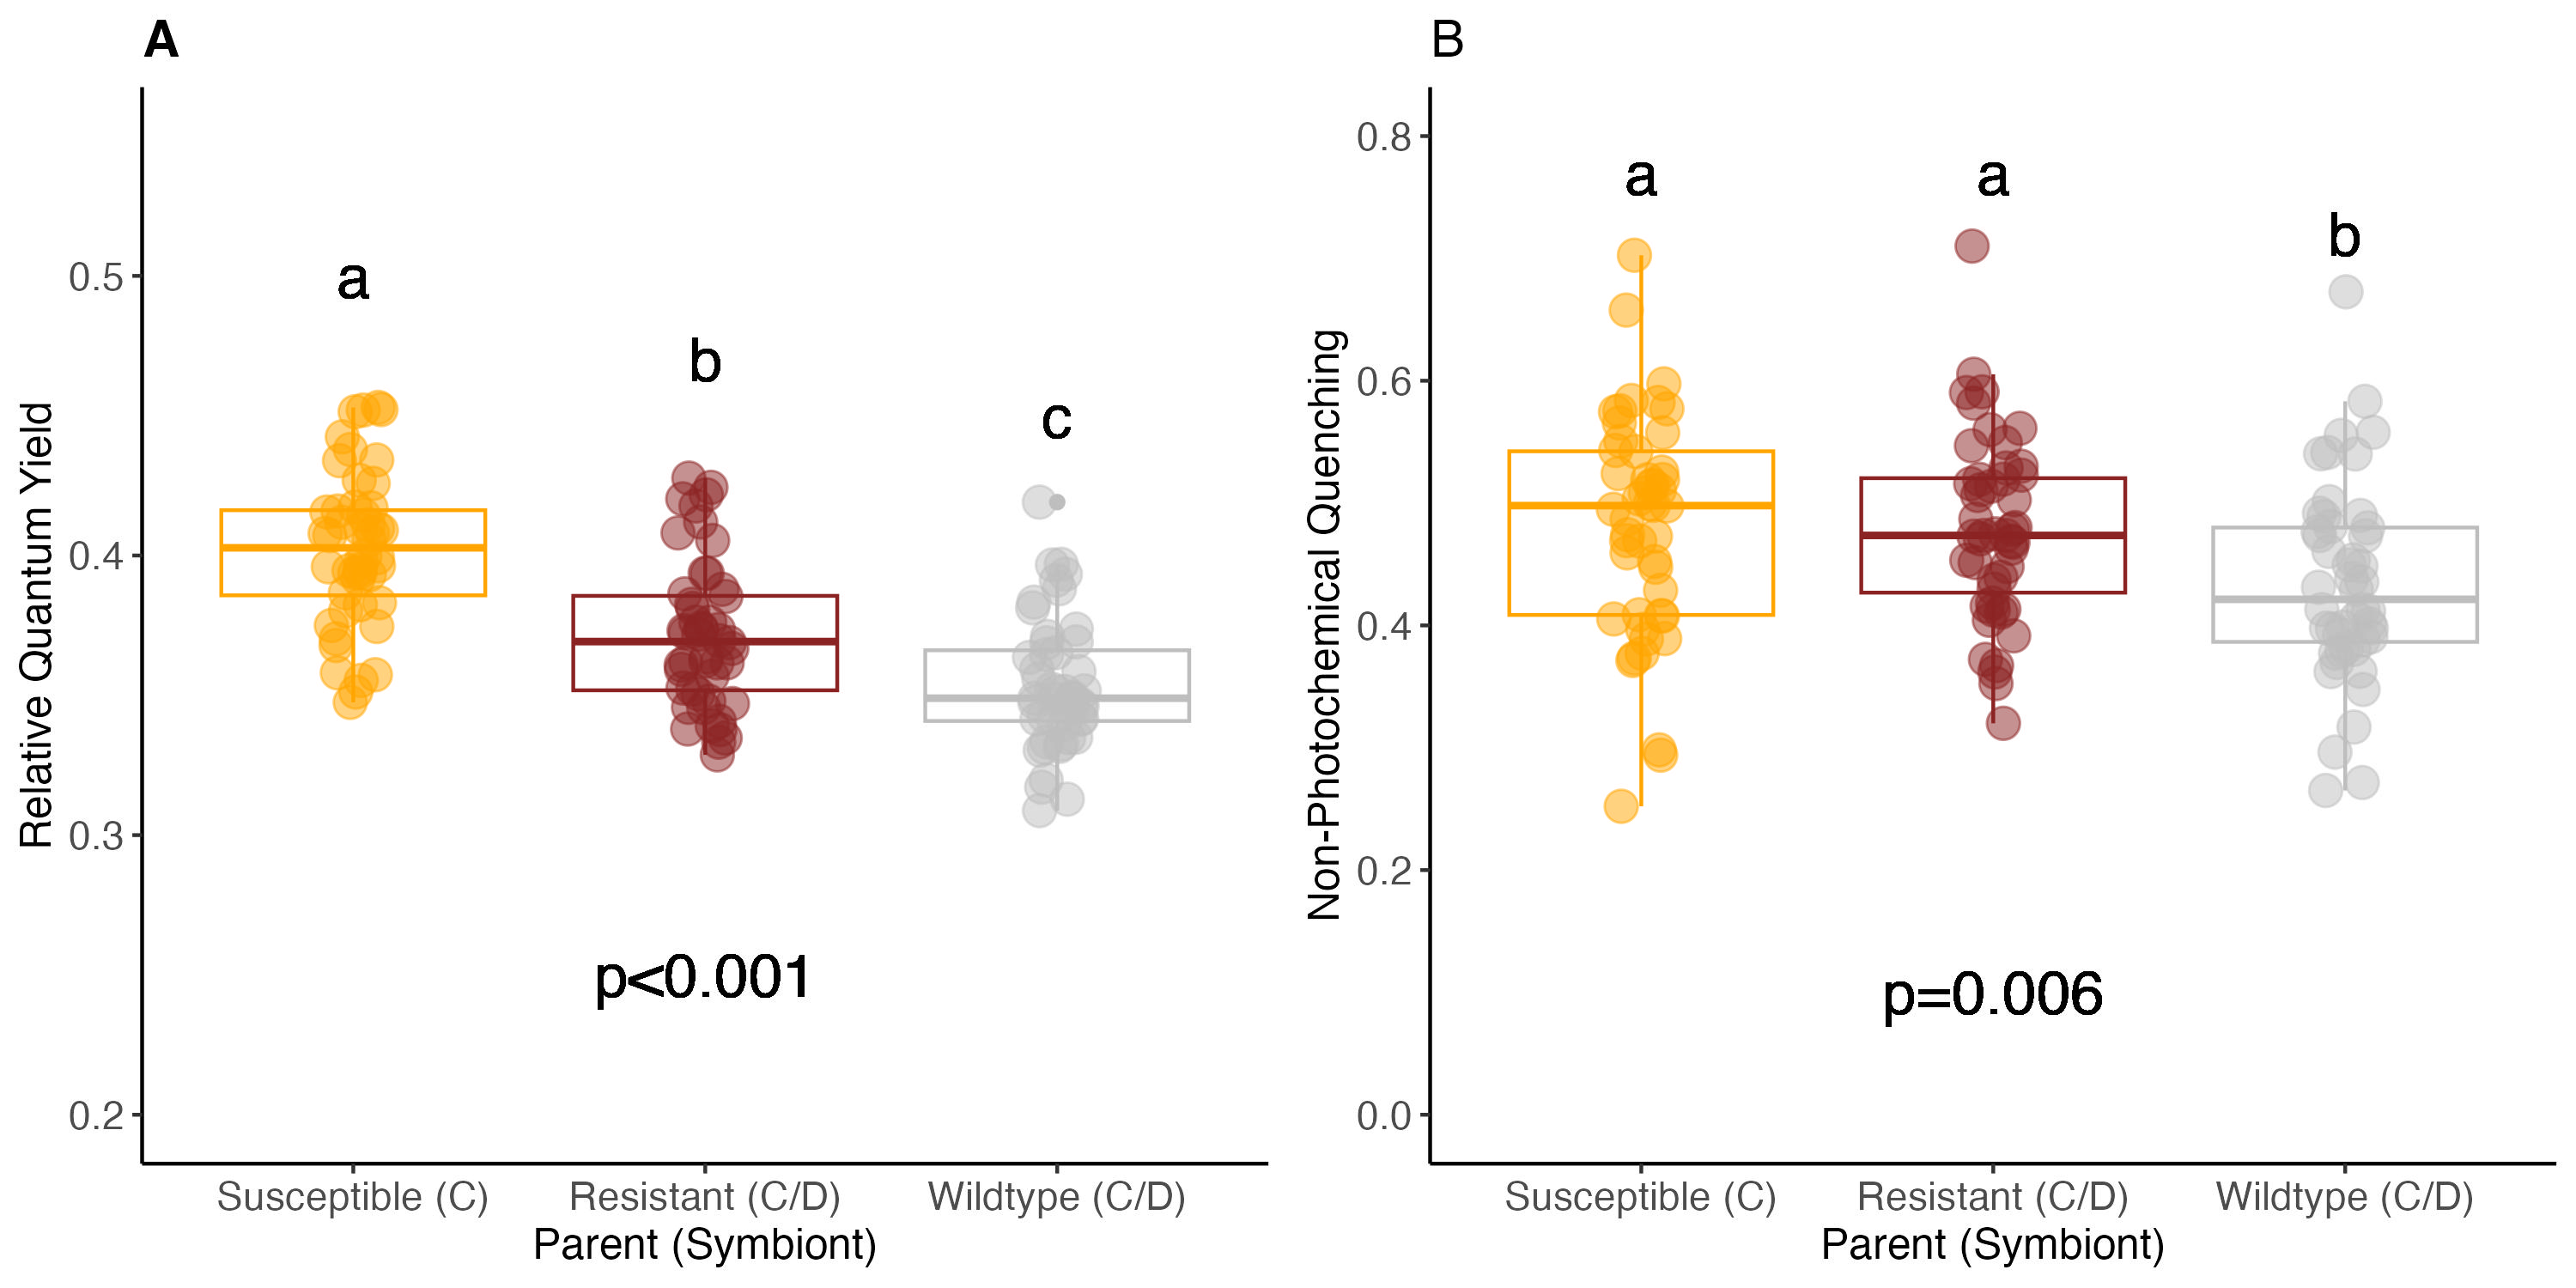 A
Relative Quantum Yield
0.5
0.4
0.3
0.2
a
b
c
p<0.001
Susceptible (C)
Resistant (C/D)
Wildtype (C/D)
Parent (Symbiont)
B
Non-Photochemical Quenching
0.8
0.6
0.4
0.2
0.0
a
a
b
p=0.006
Susceptible (C)
Resistant (C/D)
Wildtype (C/D)
Parent (Symbiont)